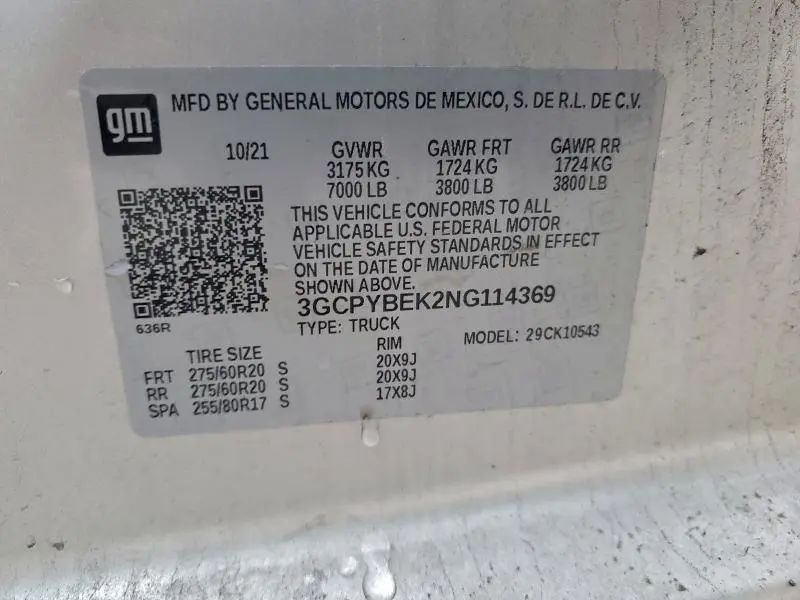 gm
MFD BY GENERAL MOTORS DE MEXICO, S. DE R.L. DE C.V.
10/21 GVWR GAWR FRT GAWR RR
3175 KG 1724 KG 1724 KG
7000 LB 3800 LB 3800 LB
THIS VEHICLE CONFORMS TO ALL
APPLICABLE U.S. FEDERAL MOTOR
VEHICLE SAFETY STANDARDS IN EFFECT
ON THE DATE OF MANUFACTURE
SHOWN ABOVE.
3GCPYBEK2NG114369
636R
TYPE: TRUCK MODEL: 29CK10543
TIRE SIZE RIM
FRT 275/60R20 S 20X9J
RR 275/60R20 S 20X9J
SPA 255/80R17 S 17X8J